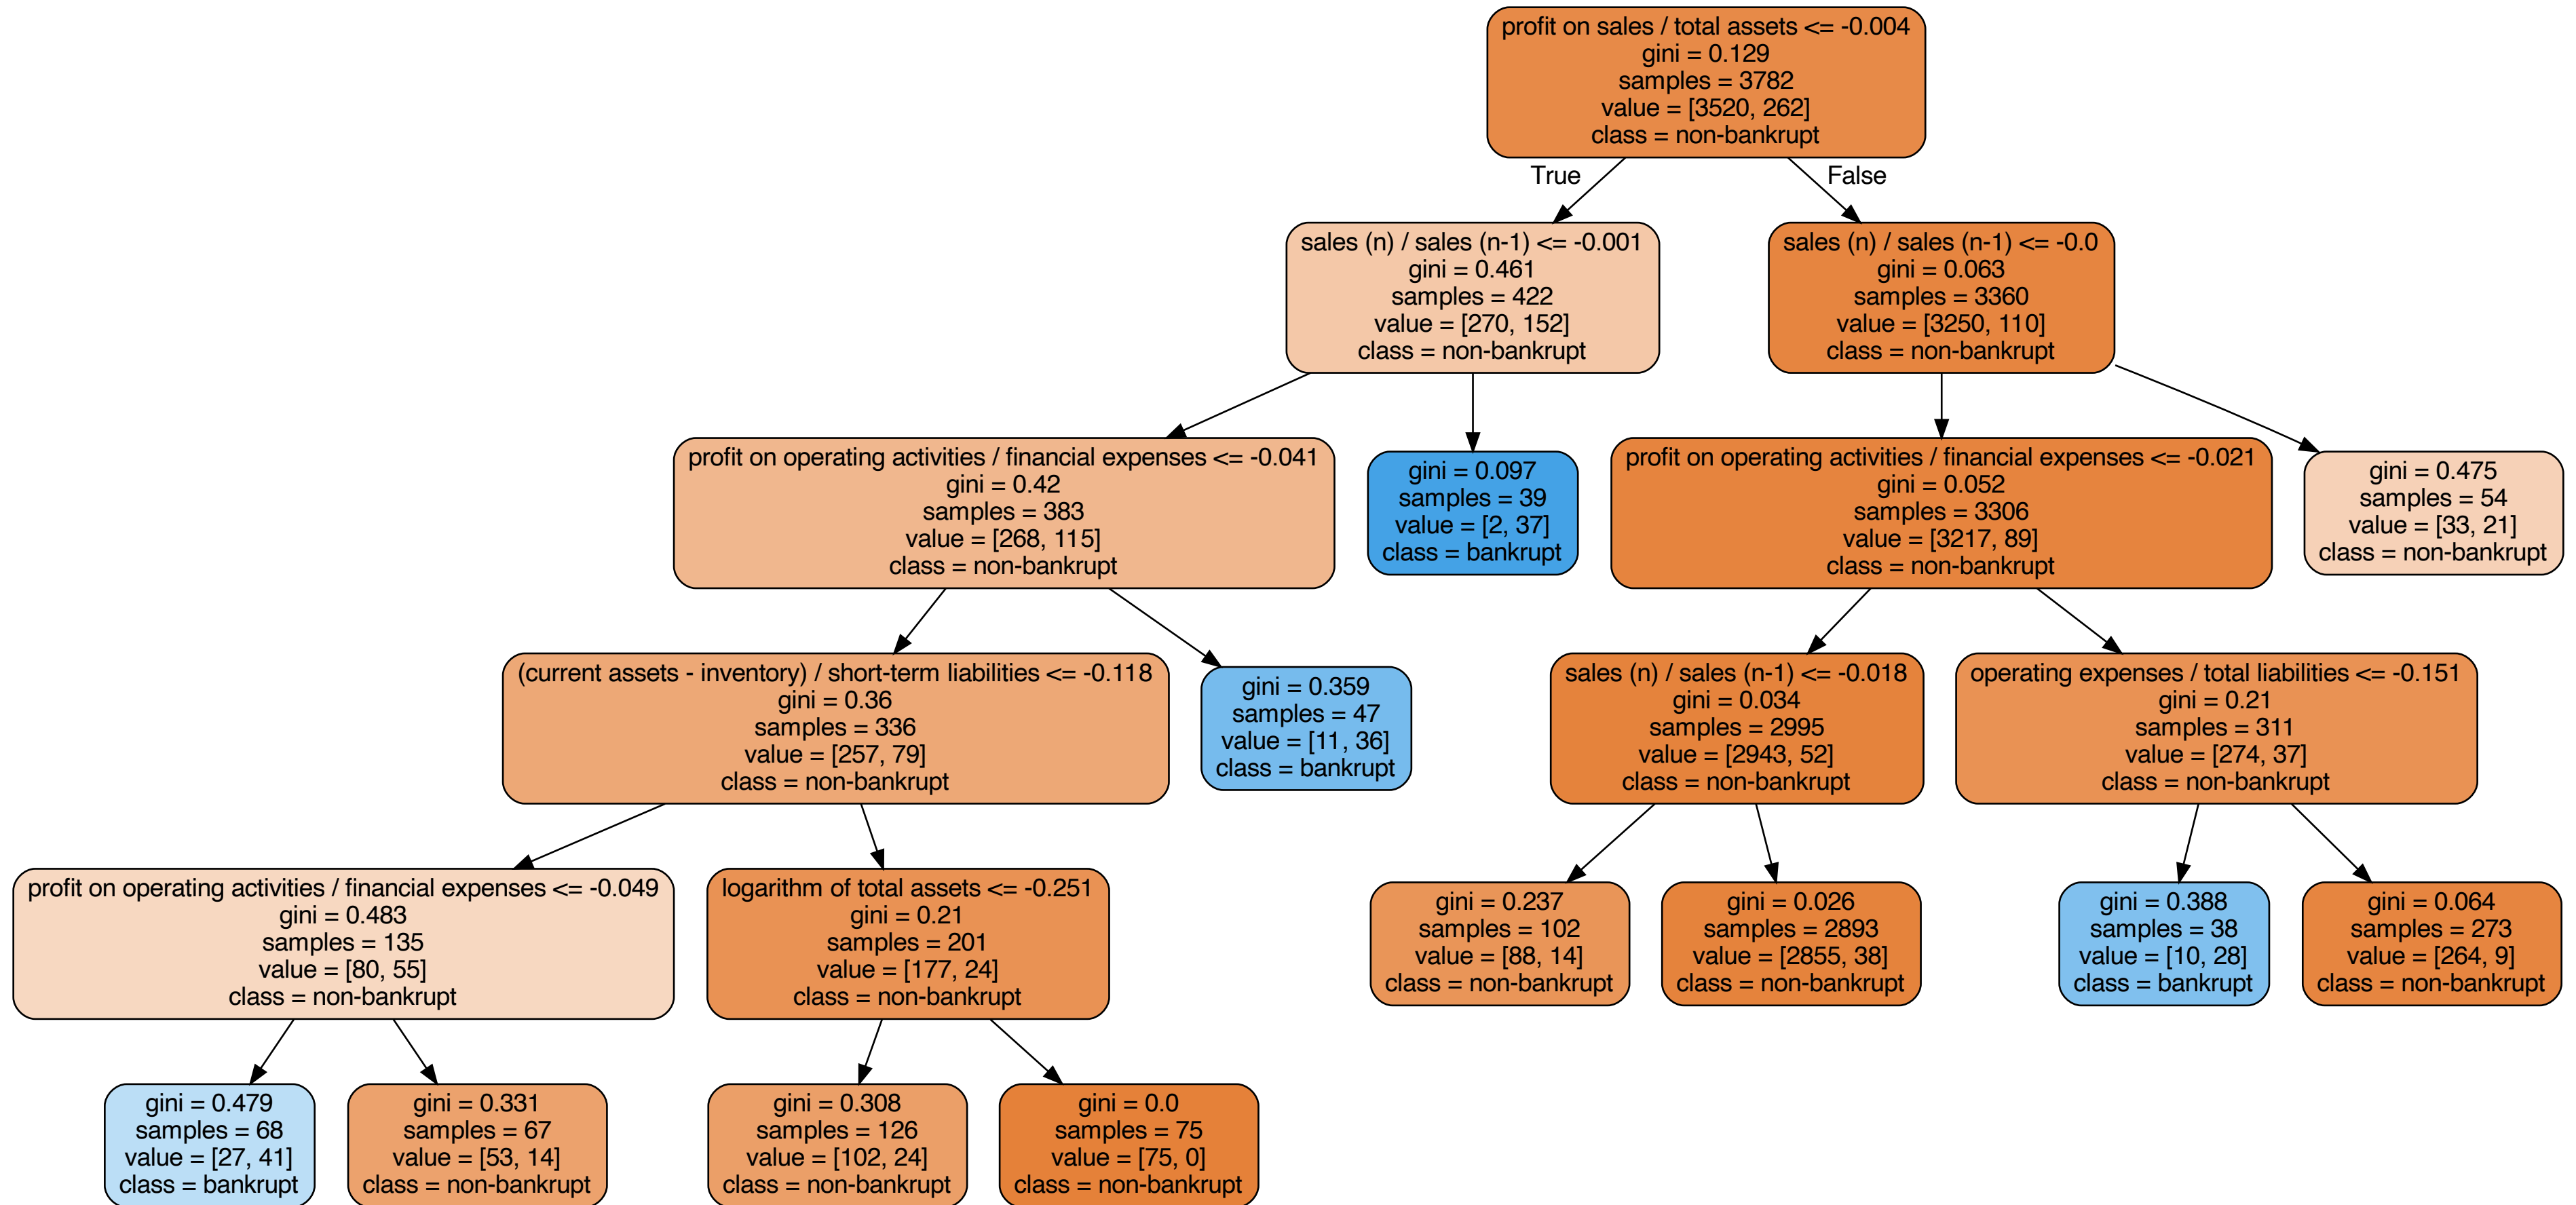 profit on sales / total assets <= -0.004
gini = 0.129
samples = 3782
value = [3520, 262]
class = non-bankrupt
True
False
sales (n) / sales (n-1) <= -0.001
gini = 0.461
samples = 422
value = [270, 152]
class = non-bankrupt
sales (n) / sales (n-1) <= -0.0
gini = 0.063
samples = 3360
value = [3250, 110]
class = non-bankrupt
profit on operating activities / financial expenses <= -0.041
gini = 0.42
samples = 383
value = [268, 115]
class = non-bankrupt
gini = 0.097
samples = 39
value = [2, 37]
class = bankrupt
profit on operating activities / financial expenses <= -0.021
gini = 0.052
samples = 3306
value = [3217, 89]
class = non-bankrupt
gini = 0.475
samples = 54
value = [33, 21]
class = non-bankrupt
(current assets - inventory) / short-term liabilities <= -0.118
gini = 0.36
samples = 336
value = [257, 79]
class = non-bankrupt
gini = 0.359
samples = 47
value = [11, 36]
class = bankrupt
sales (n) / sales (n-1) <= -0.018
gini = 0.034
samples = 2995
value = [2943, 52]
class = non-bankrupt
operating expenses / total liabilities <= -0.151
gini = 0.21
samples = 311
value = [274, 37]
class = non-bankrupt
profit on operating activities / financial expenses <= -0.049
gini = 0.483
samples = 135
value = [80, 55]
class = non-bankrupt
logarithm of total assets <= -0.251
gini = 0.21
samples = 201
value = [177, 24]
class = non-bankrupt
gini = 0.237
samples = 102
value = [88, 14]
class = non-bankrupt
gini = 0.026
samples = 2893
value = [2855, 38]
class = non-bankrupt
gini = 0.388
samples = 38
value = [10, 28]
class = bankrupt
gini = 0.064
samples = 273
value = [264, 9]
class = non-bankrupt
gini = 0.479
samples = 68
value = [27, 41]
class = bankrupt
gini = 0.331
samples = 67
value = [53, 14]
class = non-bankrupt
gini = 0.308
samples = 126
value = [102, 24]
class = non-bankrupt
gini = 0.0
samples = 75
value = [75, 0]
class = non-bankrupt